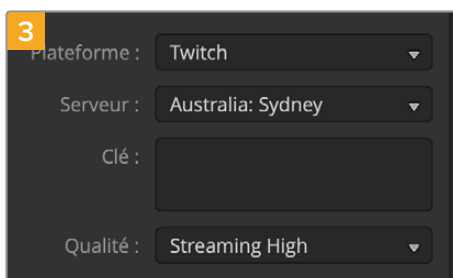 3
Plateforme : Twitch
Serveur : Australia: Sydney
Clé :
Qualité : Streaming High